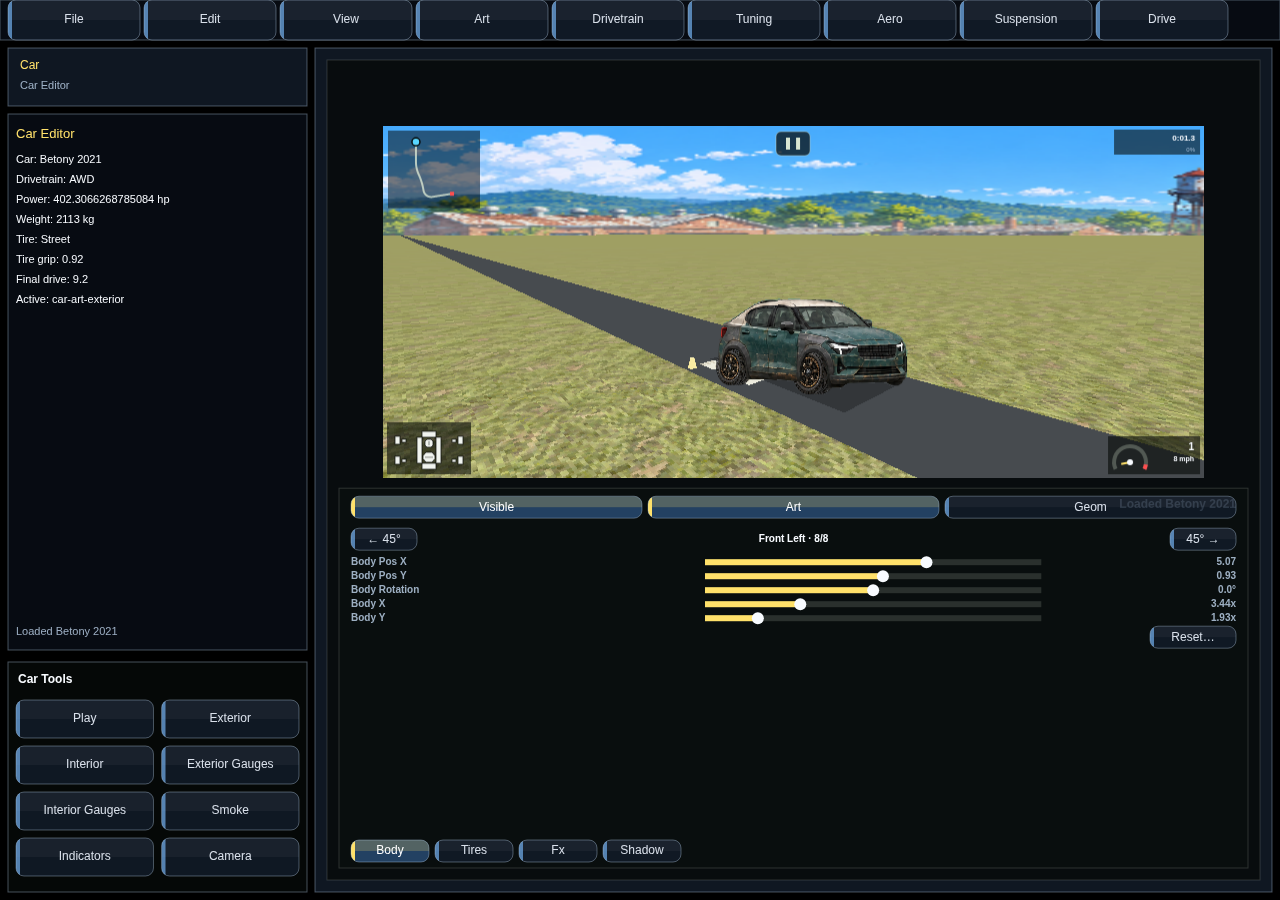 File Edit View Art Drivetrain Tuning Aero Suspension Drive
Car
Car Editor
Car Editor
Car: Betony 2021
Drivetrain: AWD
Power: 402.3066268785084 hp
Weight: 2113 kg
Tire: Street
Tire grip: 0.92
Final drive: 9.2
Active: car-art-exterior
Loaded Betony 2021
Car Tools
Play Exterior
Interior Exterior Gauges
Interior Gauges Smoke
Indicators Camera
0:01.3
0%
1
8 mph
Visible Art Geom Loaded Betony 2021
← 45° Front Left · 8/8 45° →
Body Pos X 5.07
Body Pos Y 0.93
Body Rotation 0.0°
Body X 3.44x
Body Y 1.93x
Reset…
Body Tires Fx Shadow